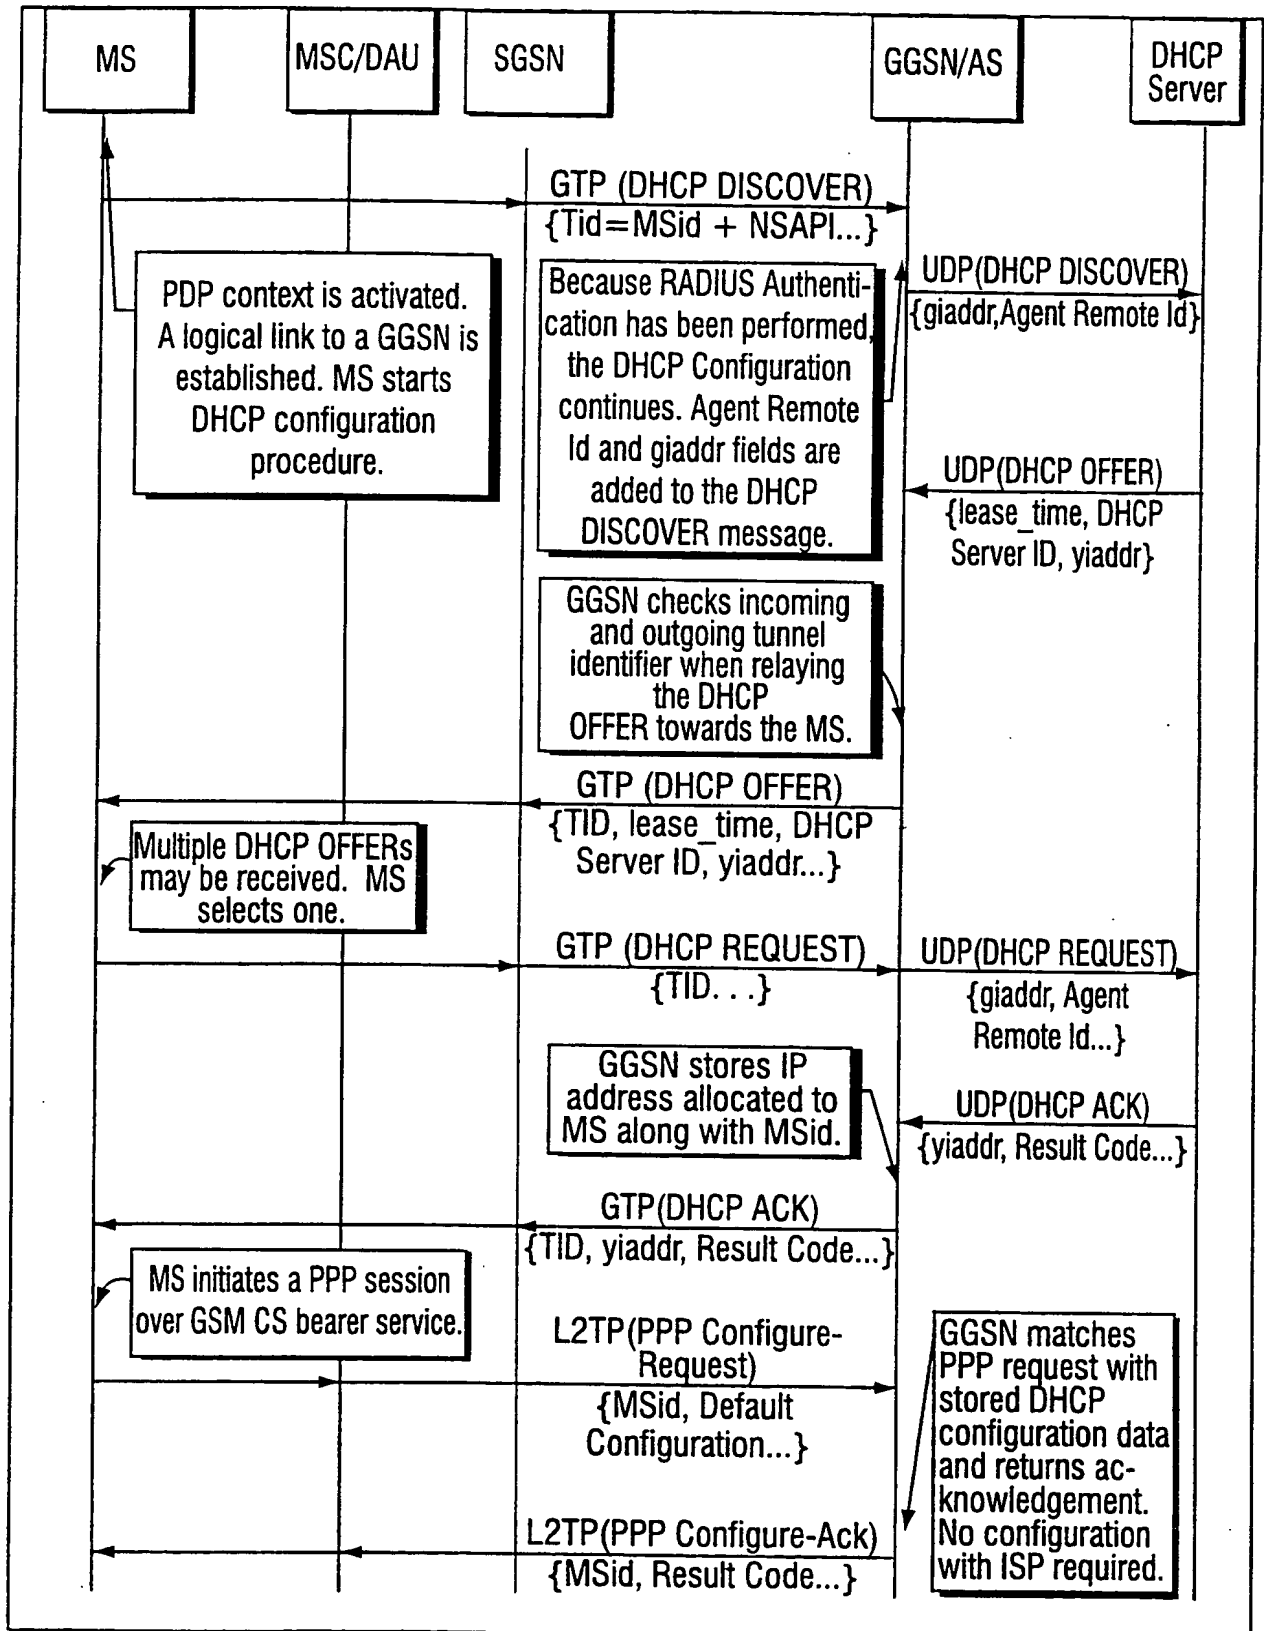 MS
MSC/DAU
SGSN
GGSN/AS
DHCP
Server
GTP (DHCP DISCOVER)
{Tid=MSid + NSAPI...}
PDP context is activated.
A logical link to a GGSN is
established. MS starts
DHCP configuration
procedure.
Because RADIUS Authenti-
cation has been performed,
the DHCP Configuration
continues. Agent Remote
Id and giaddr fields are
added to the DHCP
DISCOVER message.
UDP(DHCP DISCOVER)
{giaddr,Agent Remote Id}
UDP(DHCP OFFER)
{lease_time, DHCP
Server ID, yiaddr}
GGSN checks incoming
and outgoing tunnel
identifier when relaying
the DHCP
OFFER towards the MS.
GTP (DHCP OFFER)
{TID, lease_time, DHCP
Server ID, yiaddr...}
Multiple DHCP OFFERs
may be received. MS
selects one.
GTP (DHCP REQUEST)
{TID. . .}
UDP(DHCP REQUEST)
{giaddr, Agent
Remote Id...}
GGSN stores IP
address allocated to
MS along with MSid.
UDP(DHCP ACK)
{yiaddr, Result Code...}
GTP(DHCP ACK)
{TID, yiaddr, Result Code...}
MS initiates a PPP session
over GSM CS bearer service.
L2TP(PPP Configure-
Request)
{MSid, Default
Configuration...}
GGSN matches
PPP request with
stored DHCP
configuration data
and returns ac-
knowledgement.
No configuration
with ISP required.
L2TP(PPP Configure-Ack)
{MSid, Result Code...}